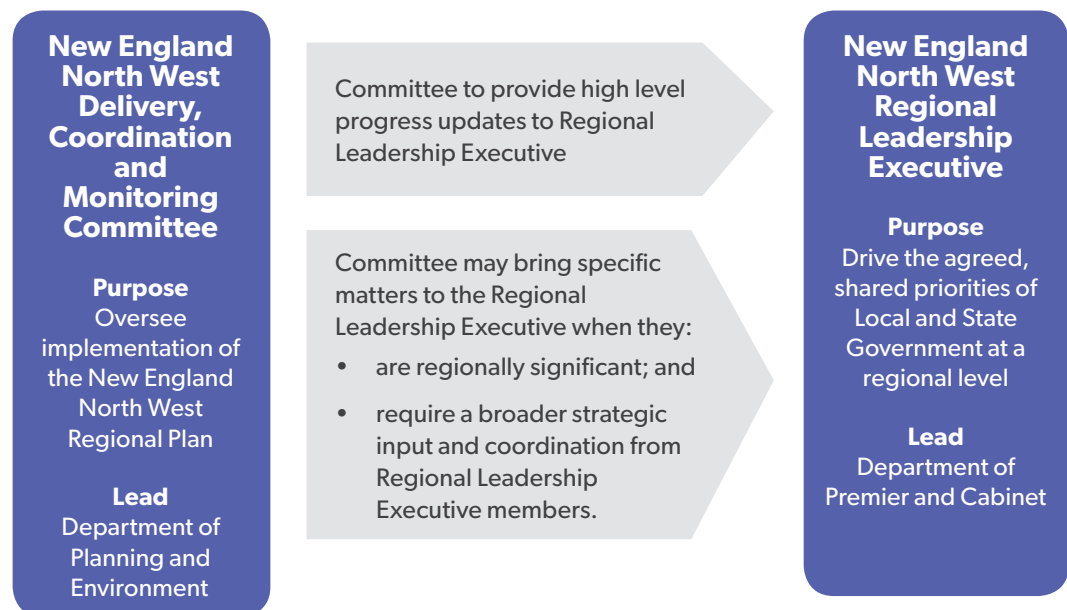 New England
North West
Delivery,
Coordination
and
Monitoring
Committee
Purpose
Oversee
implementation of
the New England
North West
Regional Plan
Lead
Department of
Planning and
Environment
Committee to provide high level
progress updates to Regional
Leadership Executive
Committee may bring specific
matters to the Regional
Leadership Executive when they:
• are regionally significant; and
• require a broader strategic
input and coordination from
Regional Leadership
Executive members.
New England
North West
Regional
Leadership
Executive
Purpose
Drive the agreed,
shared priorities of
Local and State
Government at a
regional level
Lead
Department of
Premier and Cabinet